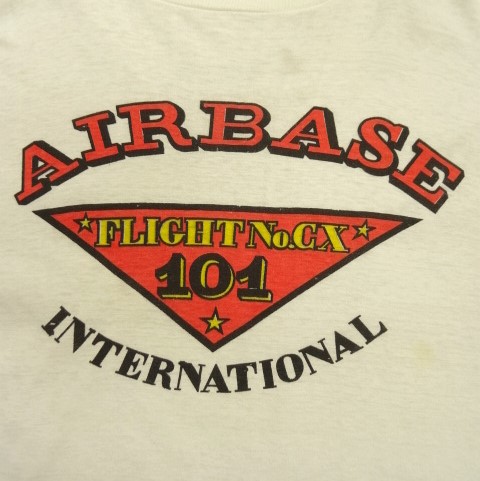 AIRBASE
FLIGHT No.CX
101
INTERNATIONAL